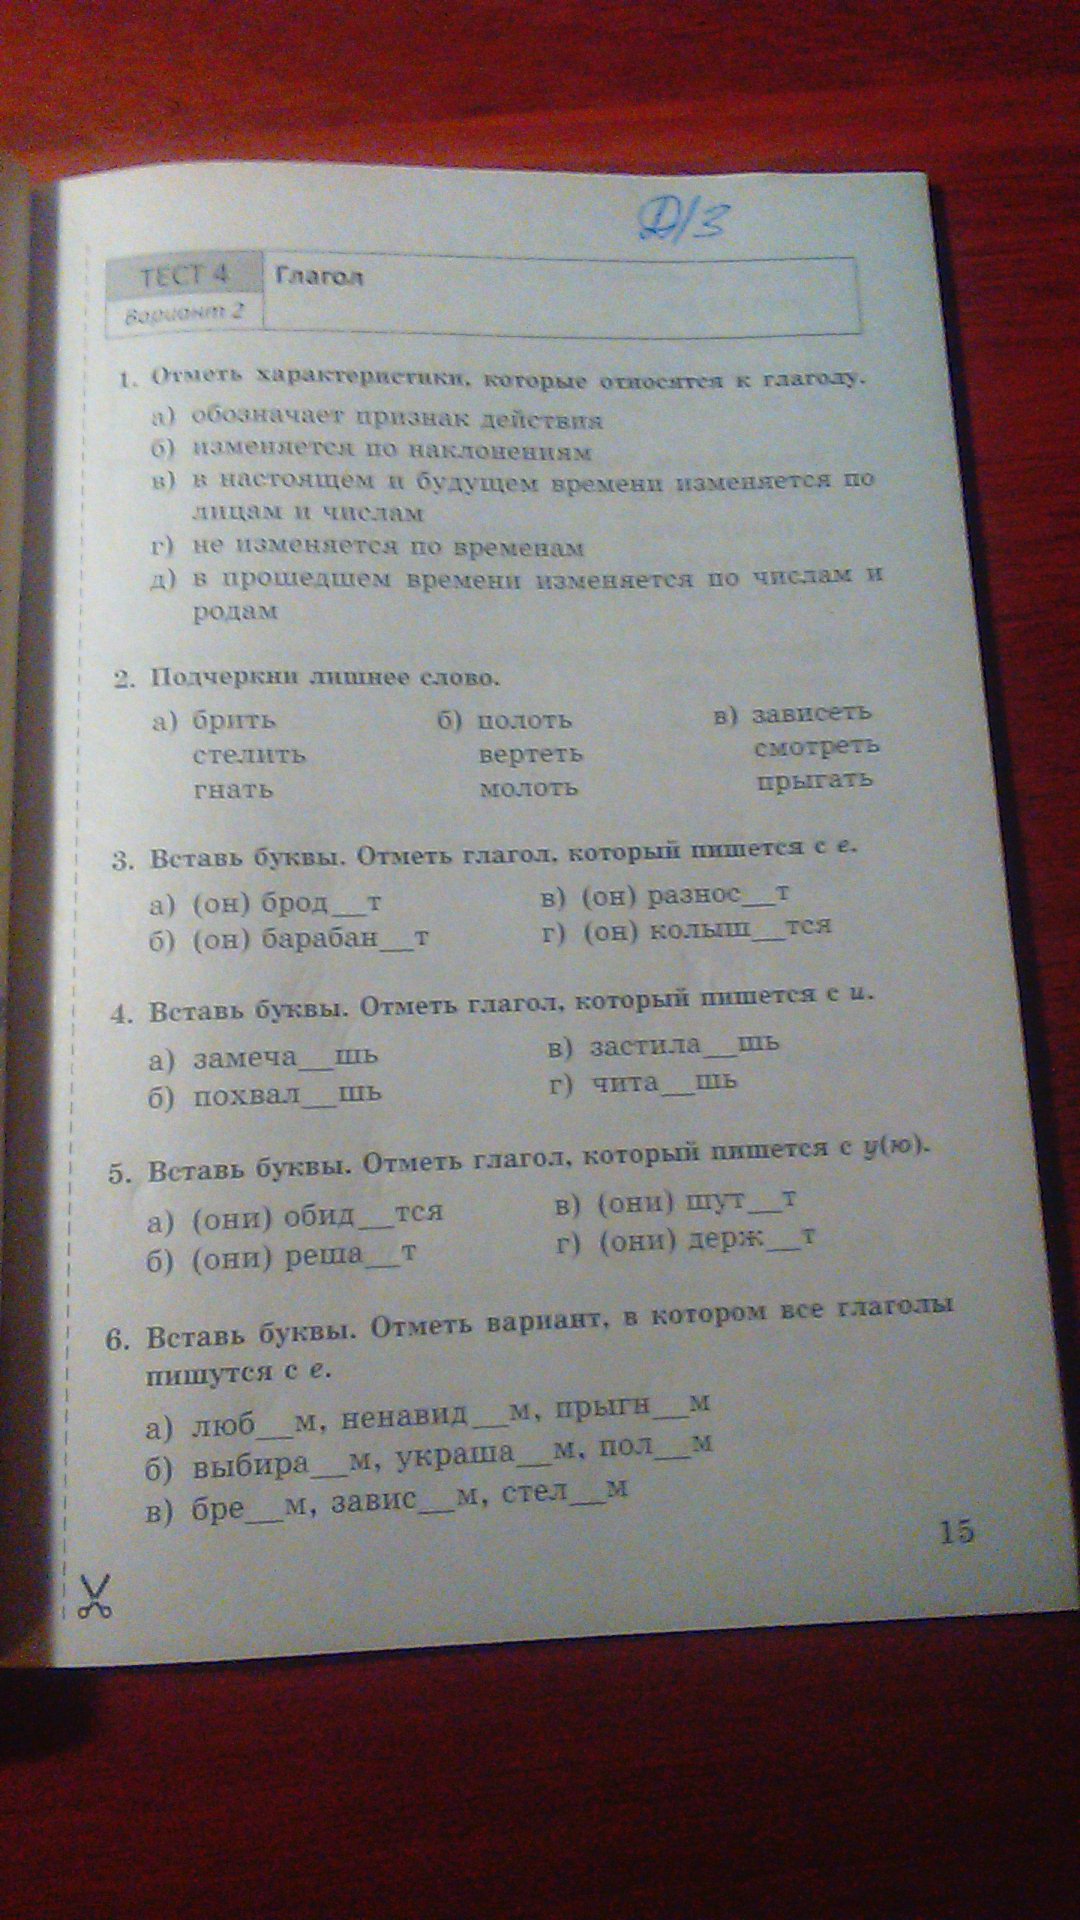 Д/З
ТЕСТ 4 Глагол
Вариант 2
1. Отметь характеристики, которые относятся к глаголу.
а) обозначает признак действия
б) изменяется по наклонениям
в) в настоящем и будущем времени изменяется по
лицам и числам
г) не изменяется по временам
д) в прошедшем времени изменяется по числам и
родам
2. Подчеркни лишнее слово.
а) брить б) полоть в) зависеть
стелить вертеть смотреть
гнать молоть прыгать
3. Вставь буквы. Отметь глагол, который пишется с е.
а) (он) брод__т в) (он) разнос__т
б) (он) барабан__т г) (он) колыш__тся
4. Вставь буквы. Отметь глагол, который пишется с и.
а) замеча__шь в) застила__шь
б) похвал__шь г) чита__шь
5. Вставь буквы. Отметь глагол, который пишется с у(ю).
а) (они) обид__тся в) (они) шут__т
б) (они) реша__т г) (они) держ__т
6. Вставь буквы. Отметь вариант, в котором все глаголы
пишутся с е.
а) люб__м, ненавид__м, прыгн__м
б) выбира__м, украша__м, пол__м
в) бре__м, завис__м, стел__м
15